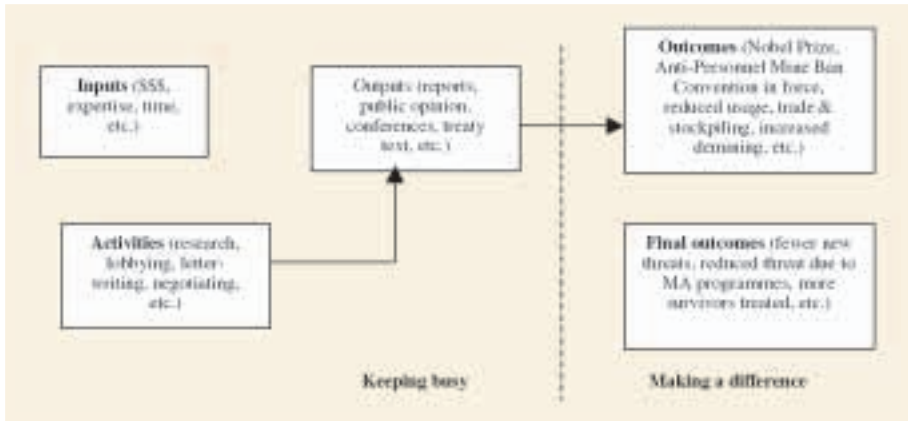 Inputs ($$$,
expertise, time,
etc.)
Outputs (reports,
public opinion,
conferences, treaty
text, etc.)
Outcomes (Nobel Prize,
Anti-Personnel Mine Ban
Convention in force,
reduced usage, trade &
stockpiling, increased
demining, etc.)
Activities (research,
lobbying, letter-
writing, negotiating,
etc.)
Final outcomes (fewer new
threats, reduced threat due to
MA programmes, more
survivors treated, etc.)
Keeping busy
Making a difference